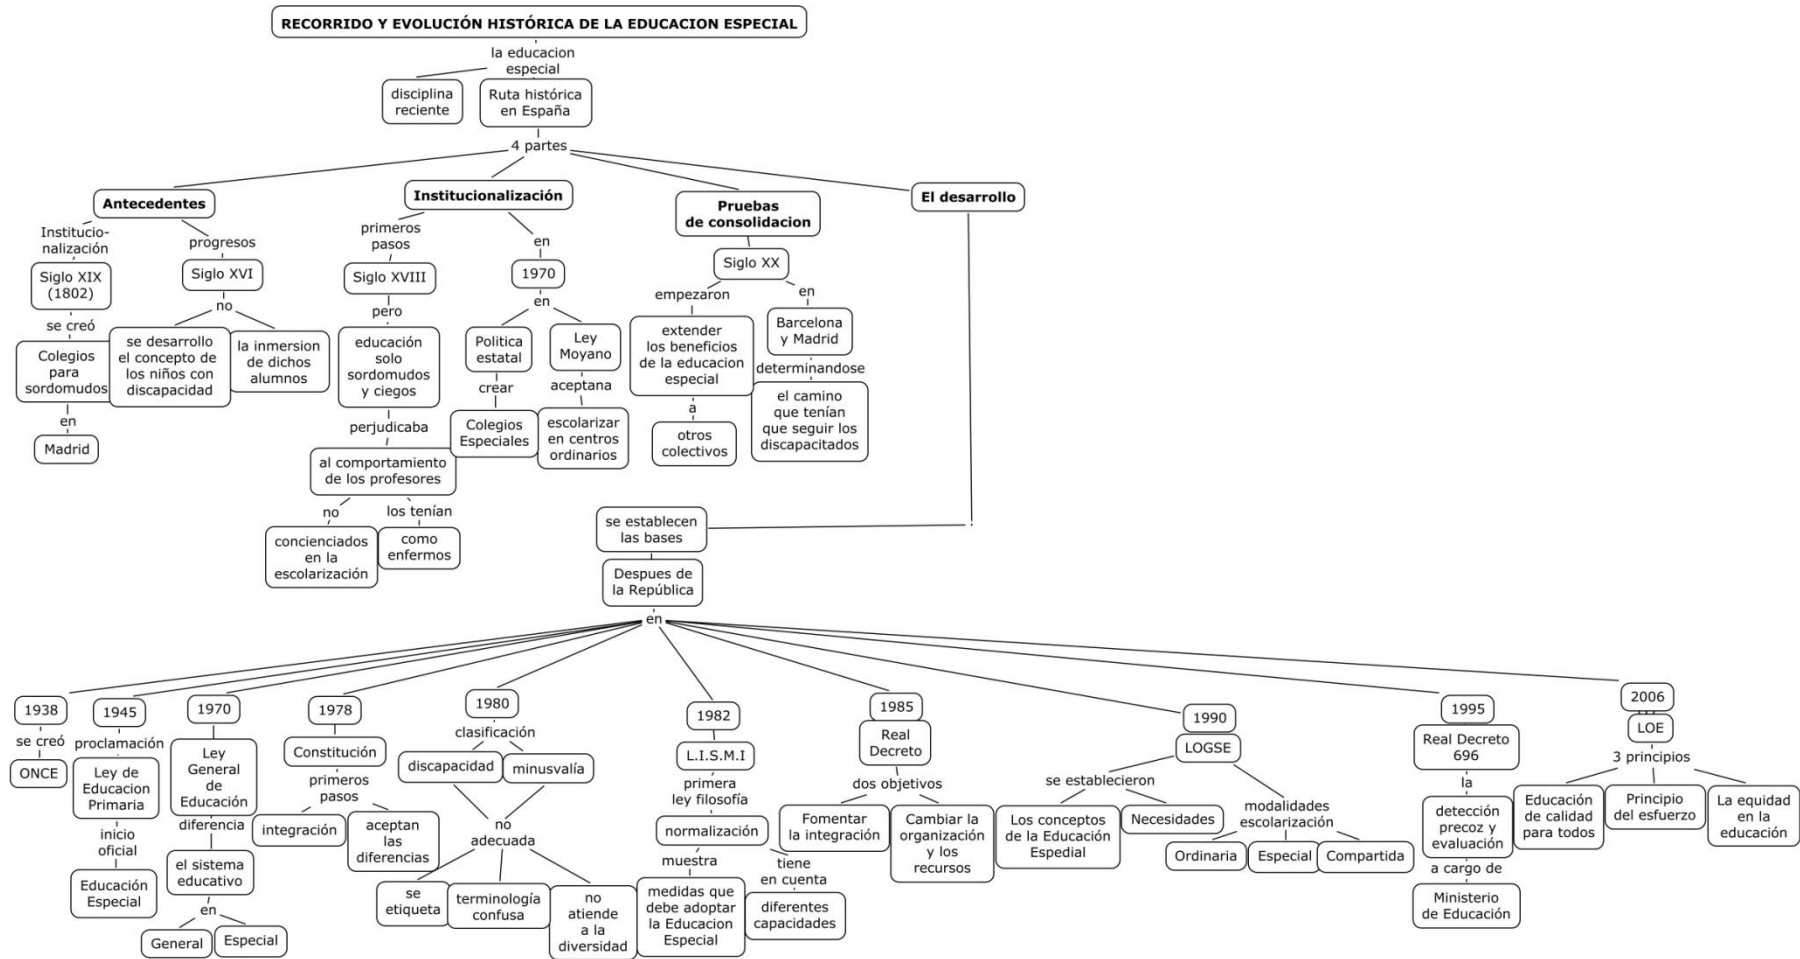 RECORRIDO Y EVOLUCIÓN HISTÓRICA DE LA EDUCACION ESPECIAL
la educacion
especial
disciplina
reciente
Ruta histórica
en España
4 partes
Antecedentes
Institucio-
nalización
Siglo XIX
(1802)
se creó
Colegios
para
sordomudos
en
Madrid
progresos
Siglo XVI
no
se desarrollo
el concepto de
los niños con
discapacidad
la inmersion
de dichos
alumnos
Institucionalización
primeros
pasos
Siglo XVIII
pero
educación
solo
sordomudos
y ciegos
perjudicaba
al comportamiento
de los profesores
no
concienciados
en la
escolarización
los tenían
como
enfermos
en
1970
en
Politica
estatal
crear
Colegios
Especiales
Ley
Moyano
aceptana
escolarizar
en centros
ordinarios
Pruebas
de consolidacion
Siglo XX
empezaron
extender
los beneficios
de la educacion
especial
a
otros
colectivos
en
Barcelona
y Madrid
determinandose
el camino
que tenían
que seguir los
discapacitados
El desarrollo
se establecen
las bases
Despues de
la República
en
1938
se creó
ONCE
1945
proclamación
Ley de
Educacion
Primaria
inicio
oficial
Educación
Especial
1970
Ley
General
de
Educación
diferencia
el sistema
educativo
en
General
Especial
1978
Constitución
primeros
pasos
integración
aceptan
las
diferencias
1980
clasificación
discapacidad
minusvalía
no
adecuada
se
etiqueta
terminología
confusa
no
atiende
a la
diversidad
1982
L.I.S.M.I
primera
ley filosofía
normalización
muestra
medidas que
debe adoptar
la Educacion
Especial
tiene
en cuenta
diferentes
capacidades
1985
Real
Decreto
dos objetivos
Fomentar
la integración
Cambiar la
organización
y los
recursos
1990
LOGSE
se establecieron
Los conceptos
de la Educación
Espedial
Necesidades
modalidades
escolarización
Ordinaria
Especial
Compartida
1995
Real Decreto
696
la
detección
precoz y
evaluación
a cargo de
Ministerio
de Educación
2006
LOE
3 principios
Educación
de calidad
para todos
Principio
del esfuerzo
La equidad
en la
educación